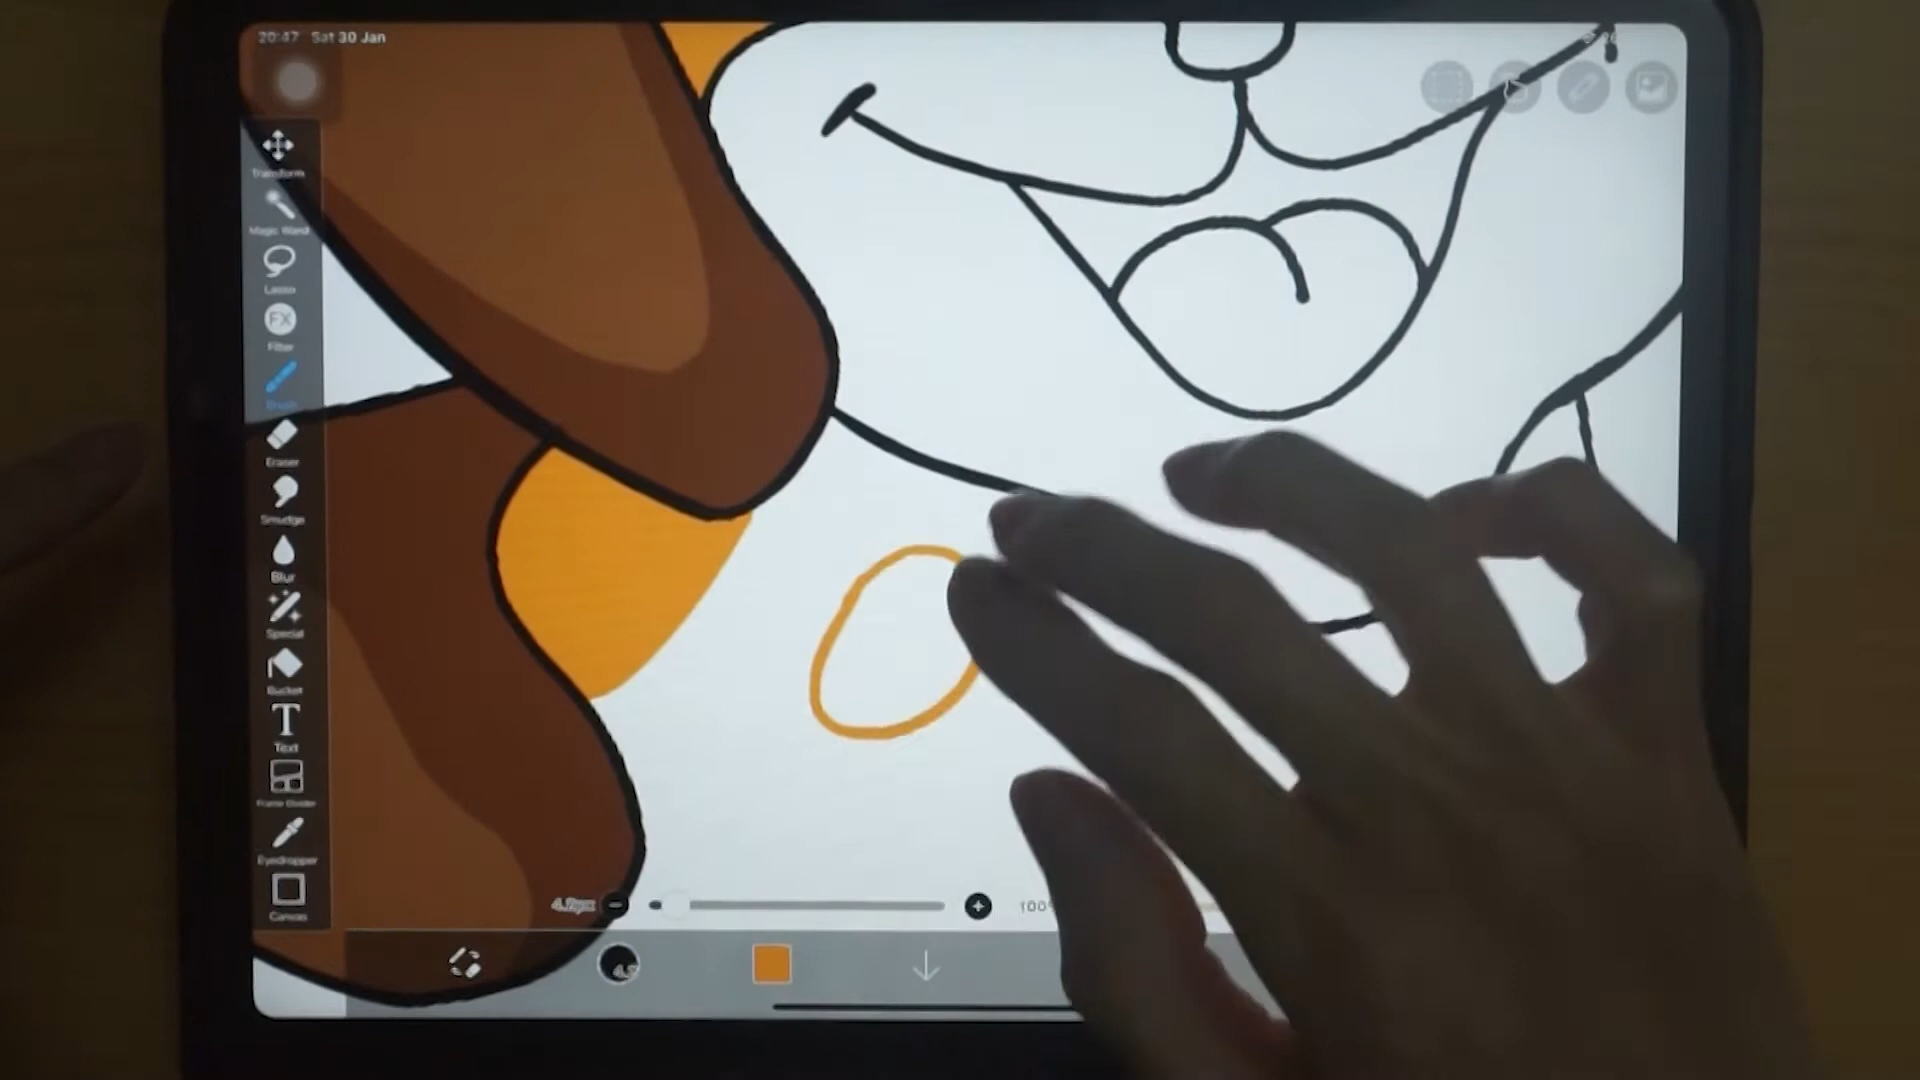 20:47 Sat 30 Jan
Transform
Magic Wand
Lasso
FX
Filter
Brush
Eraser
Smudge
Blur
Special
Bucket
T
Text
Frame Divider
Eyedropper
Canvas